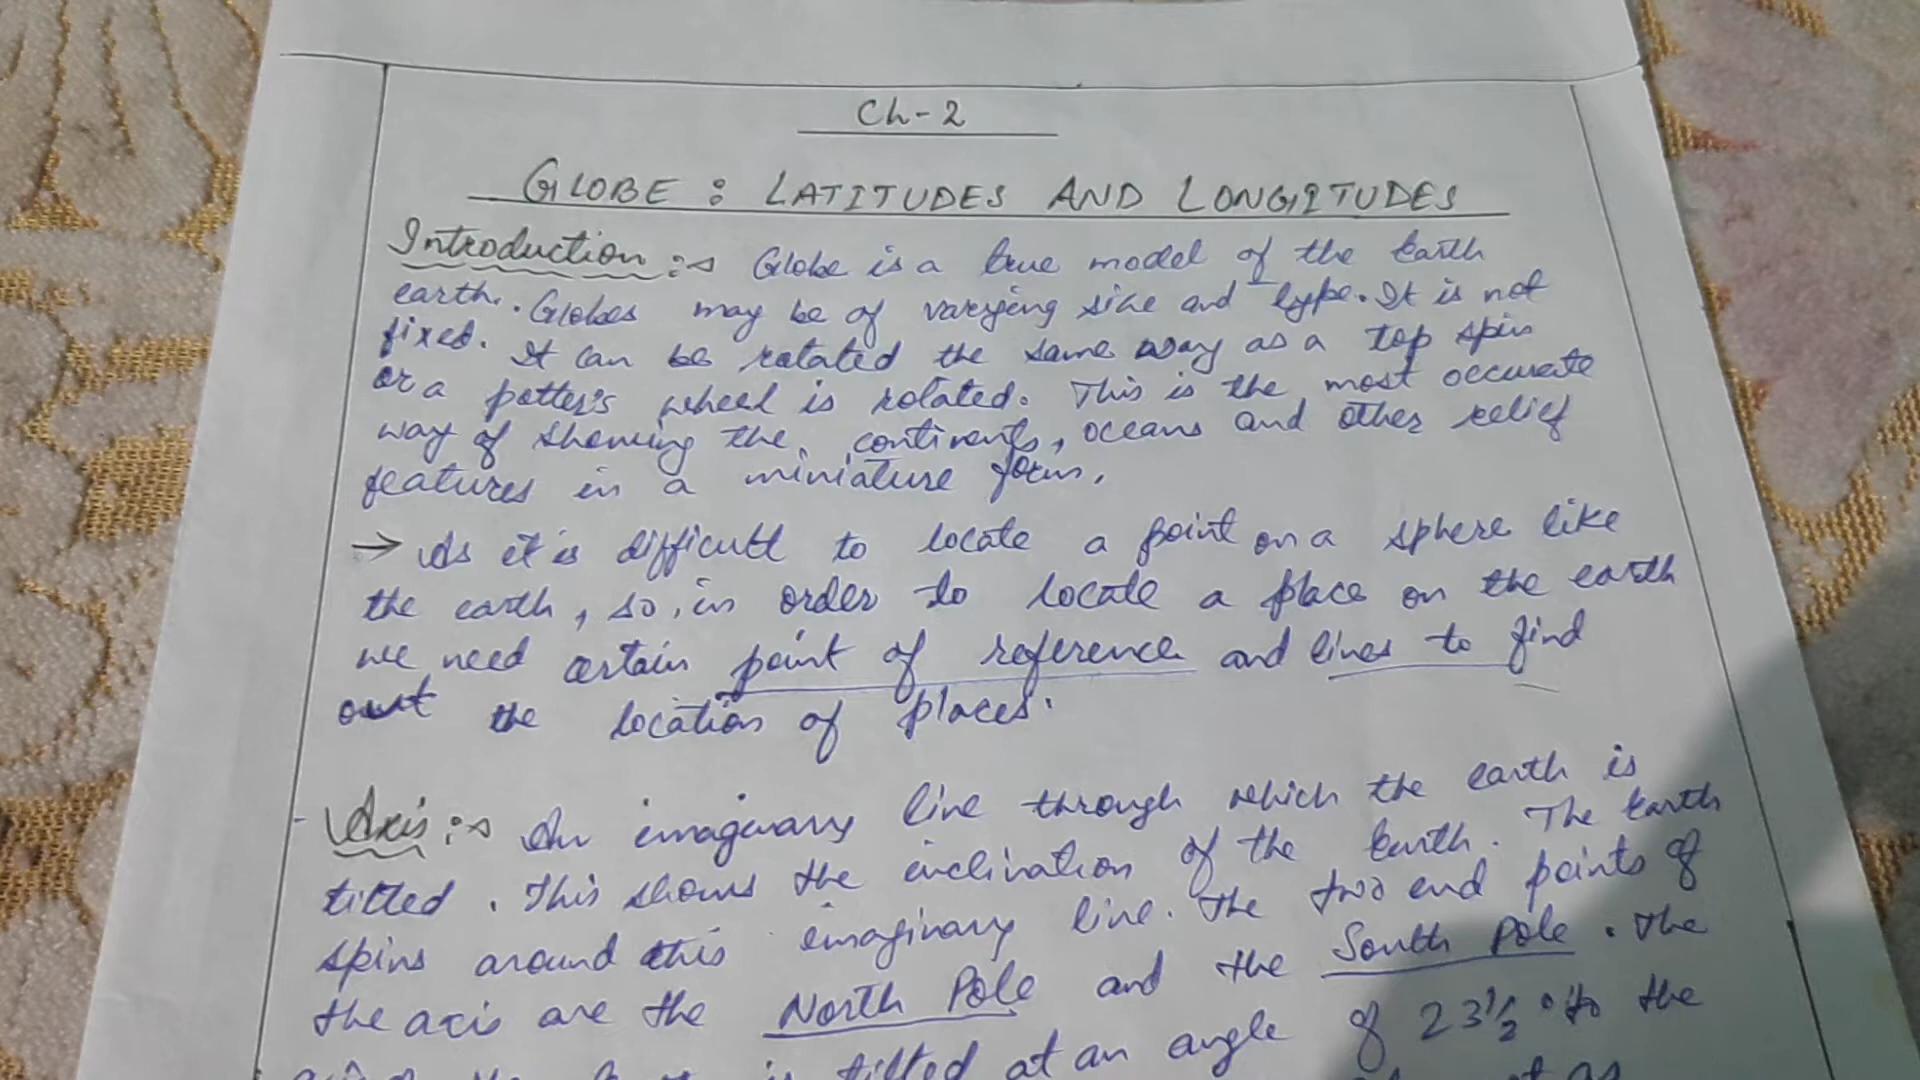 Ch-2
GLOBE : LATITUDES AND LONGITUDES
Introduction :→ Globe is a true model of the Earth
earth. Globes may be of varying size and type. It is not
fixed. It can be rotated the same way as a top spin
or a potter's wheel is rotated. This is the most occurate
way of showing the continents, oceans and other relief
features in a miniature form.
→ As it is difficult to locate a point on a sphere like
the earth, so, in order to locate a place on the earth
we need certain point of reference and lines to find
out the location of places.
Axis :→ An imaginary line through which the earth is
titled. This shows the inclination of the Earth. The Earth
spins around this imaginary line. The two end points of
the axis are the North Pole and the South Pole. The
is tilted at an angle of 23½° to the